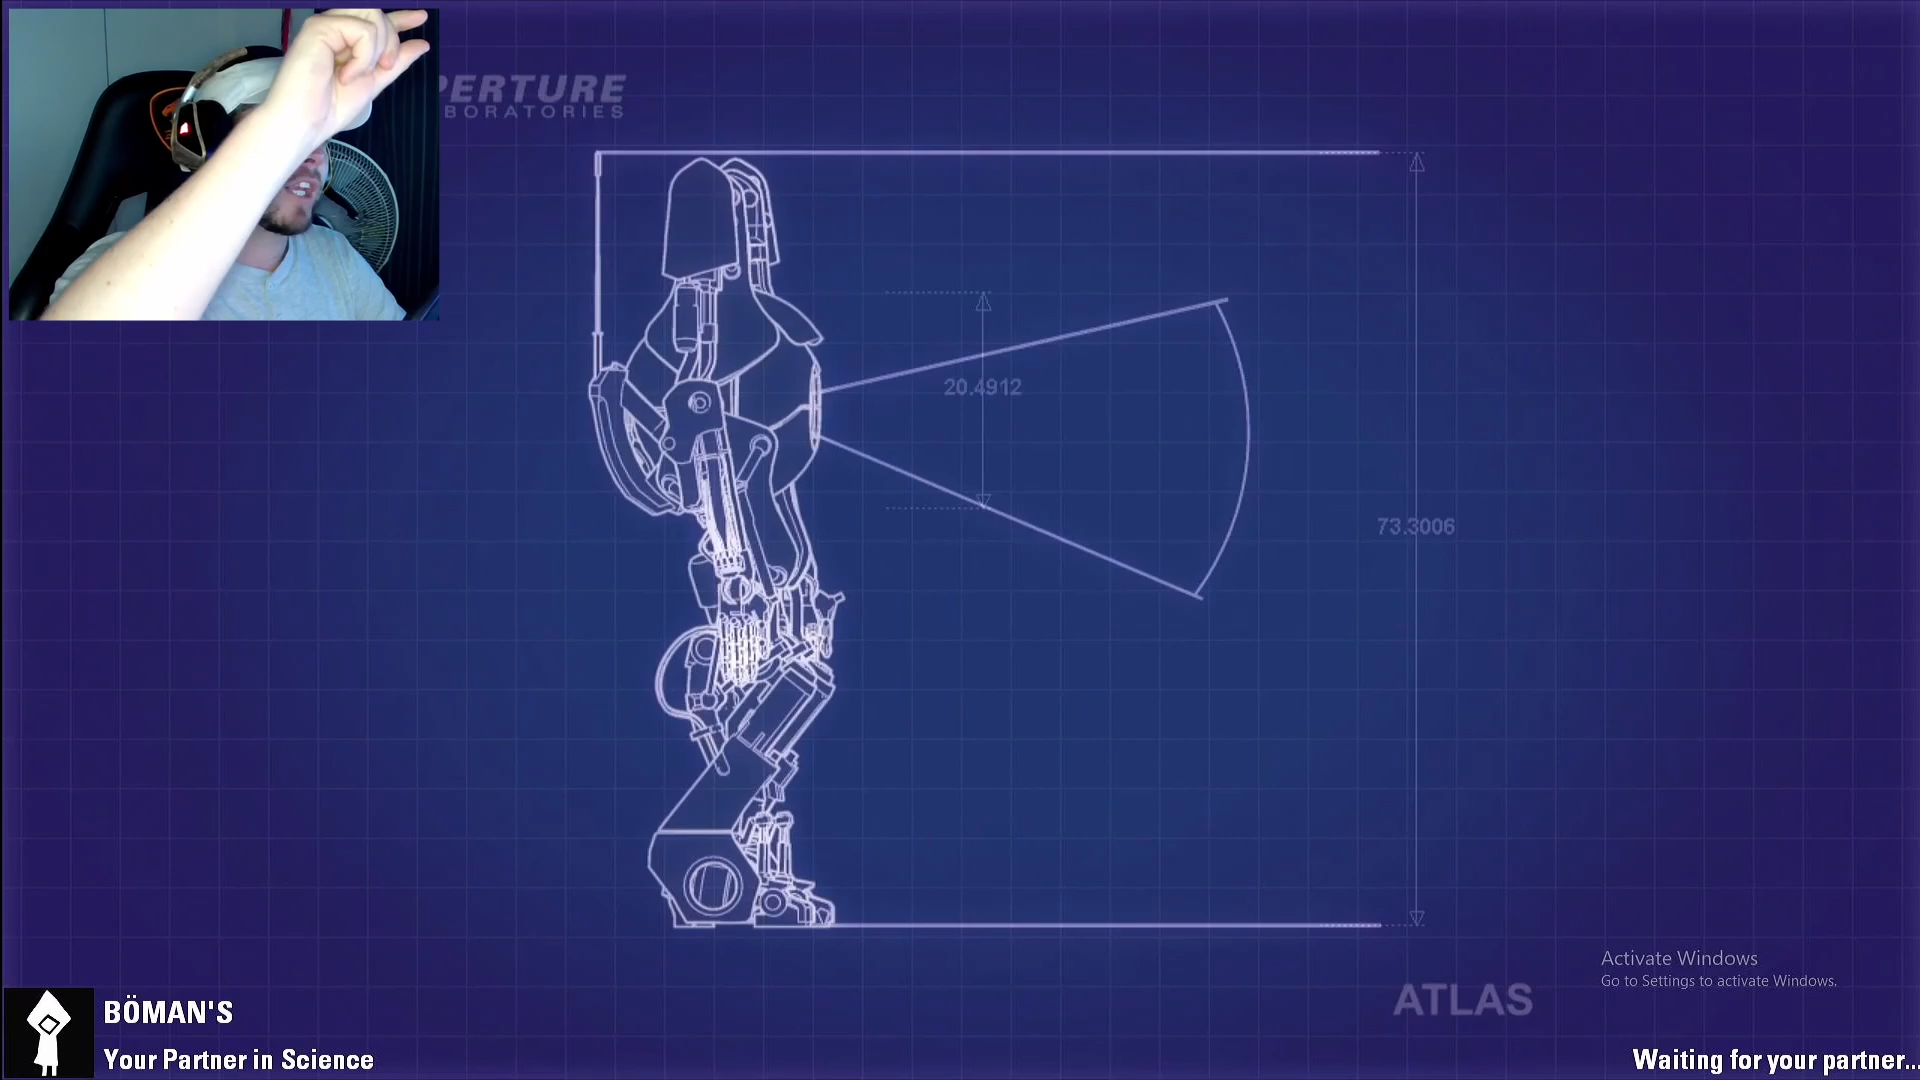 PERTURE
BORATORIES
20.4912
73.3006
Activate Windows
Go to Settings to activate Windows.
ATLAS
BÖMAN'S
Your Partner in Science
Waiting for your partner...